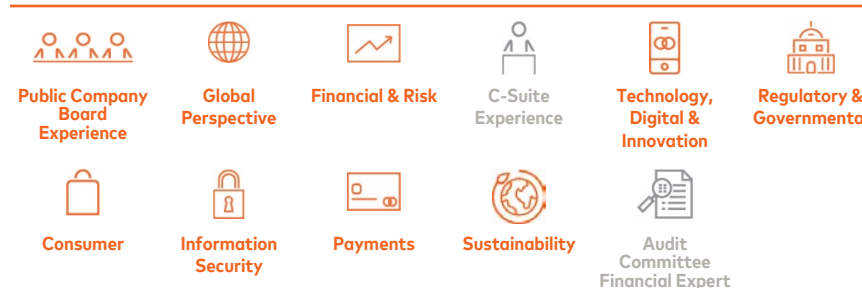 Public Company
Board
Experience
Global
Perspective
Financial & Risk
C-Suite
Experience
Technology,
Digital &
Innovation
Regulatory &
Governmenta
Consumer
Information
Security
Payments
Sustainability
Audit
Committee
Financial Expert